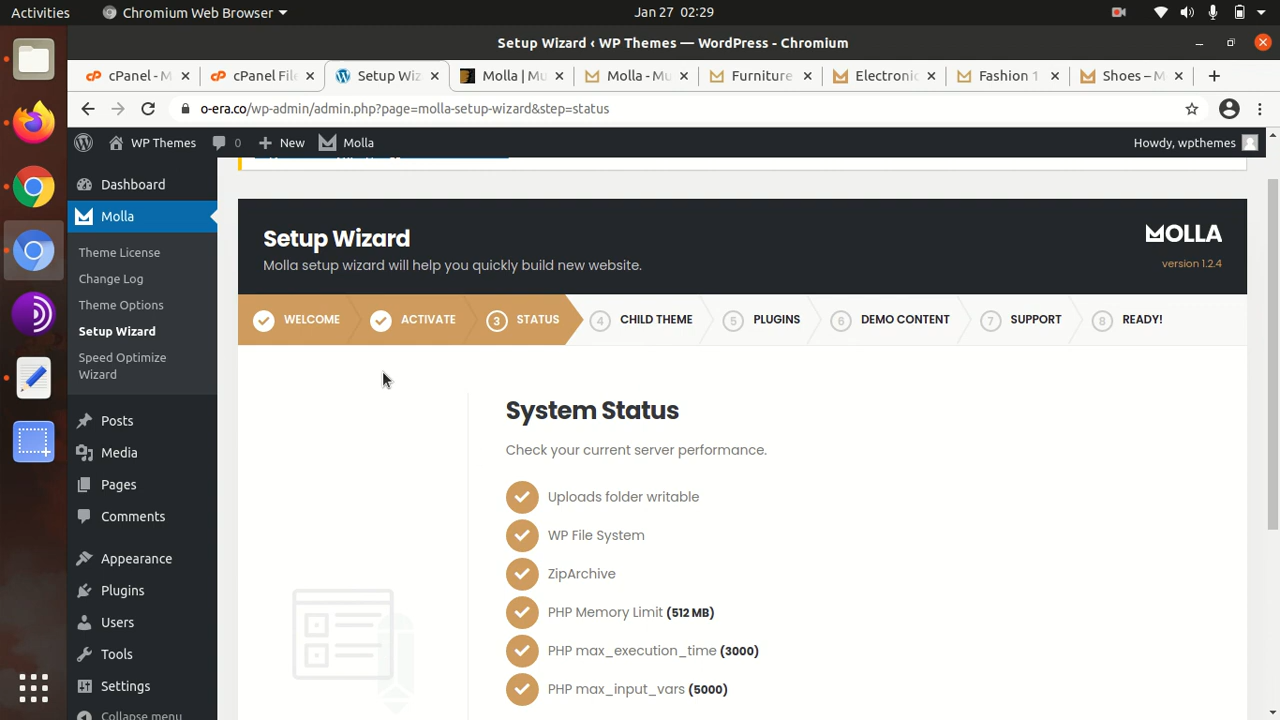 Activities
Chromium Web Browser
Jan 27 02:29
Setup Wizard ‹ WP Themes — WordPress - Chromium
cPanel - M
cPanel File
Setup Wiz
Molla | Mu
Molla - Mu
Furniture
Electronic
Fashion 1
Shoes – M
o-era.co/wp-admin/admin.php?page=molla-setup-wizard&step=status
WP Themes
0
New
Molla
Howdy, wpthemes
Dashboard
Molla
Theme License
Change Log
Theme Options
Setup Wizard
Speed Optimize
Wizard
Posts
Media
Pages
Comments
Appearance
Plugins
Users
Tools
Settings
Collapse menu
Setup Wizard
Molla setup wizard will help you quickly build new website.
MOLLA
version 1.2.4
WELCOME
ACTIVATE
3 STATUS
4 CHILD THEME
5 PLUGINS
6 DEMO CONTENT
7 SUPPORT
8 READY!
System Status
Check your current server performance.
Uploads folder writable
WP File System
ZipArchive
PHP Memory Limit (512 MB)
PHP max_execution_time (3000)
PHP max_input_vars (5000)